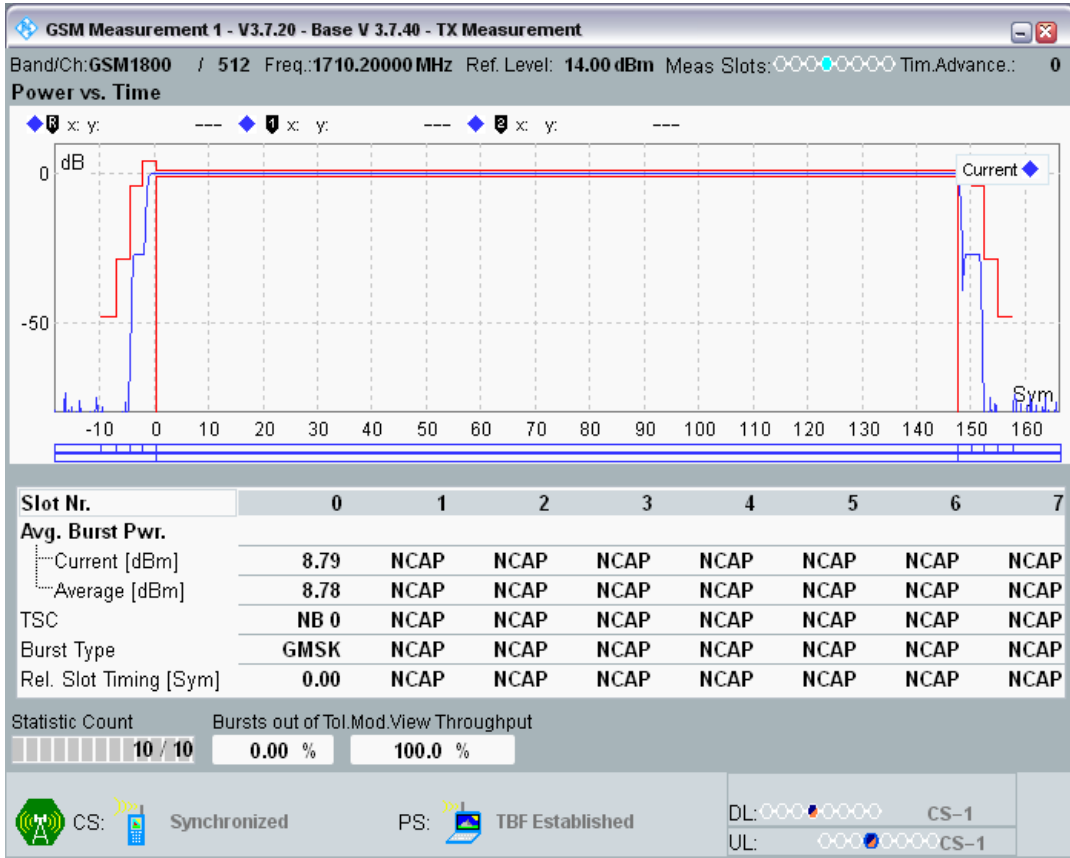 GSM Measurement 1 - V3.7.20 - Base V 3.7.40 - TX Measurement
Band/Ch:GSM1800 / 512 Freq.:1710.20000 MHz Ref. Level: 14.00 dBm Meas Slots: Tim.Advance.: 0
Power vs. Time
R x: y: --- 1 x: y: --- 2 x: y: ---
dB
Current
0
-50
Sym
-10 0 10 20 30 40 50 60 70 80 90 100 110 120 130 140 150 160
Slot Nr. 0 1 2 3 4 5 6 7
Avg. Burst Pwr.
Current [dBm] 8.79 NCAP NCAP NCAP NCAP NCAP NCAP NCAP
Average [dBm] 8.78 NCAP NCAP NCAP NCAP NCAP NCAP NCAP
TSC NB 0 NCAP NCAP NCAP NCAP NCAP NCAP NCAP
Burst Type GMSK NCAP NCAP NCAP NCAP NCAP NCAP NCAP
Rel. Slot Timing [Sym] 0.00 NCAP NCAP NCAP NCAP NCAP NCAP NCAP
Statistic Count Bursts out of Tol.Mod.View Throughput
10 / 10 0.00 % 100.0 %
CS: Synchronized PS: TBF Established DL: CS-1
UL: CS-1